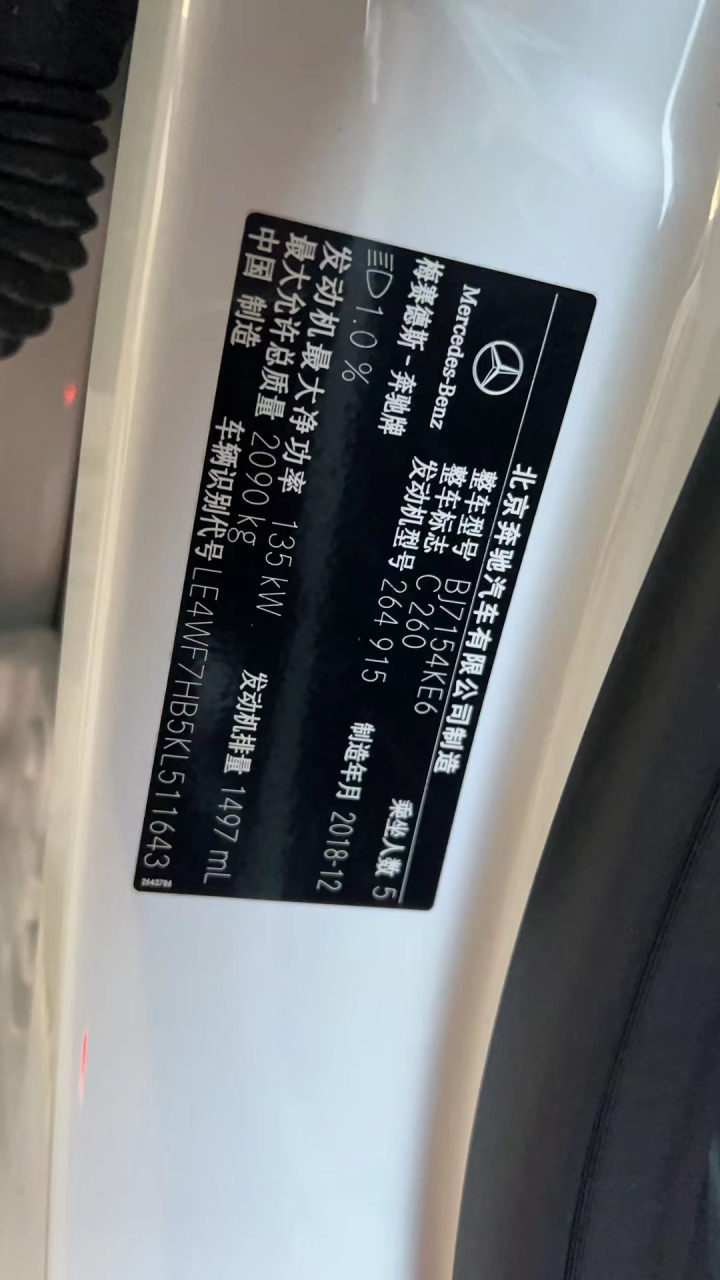 北京奔驰汽车有限公司制造
Mercedes-Benz
梅赛德斯-奔驰牌
整车型号 BJ7154KE6
整车标志 C 260
乘坐人数 5
发动机型号 264 915
1.0 %
制造年月 2018-12
发动机最大净功率 135 kW
最大允许总质量 2090 kg
发动机排量 1497 mL
中国 制造
车辆识别代号 LE4WF7HB5KL511643
2643786